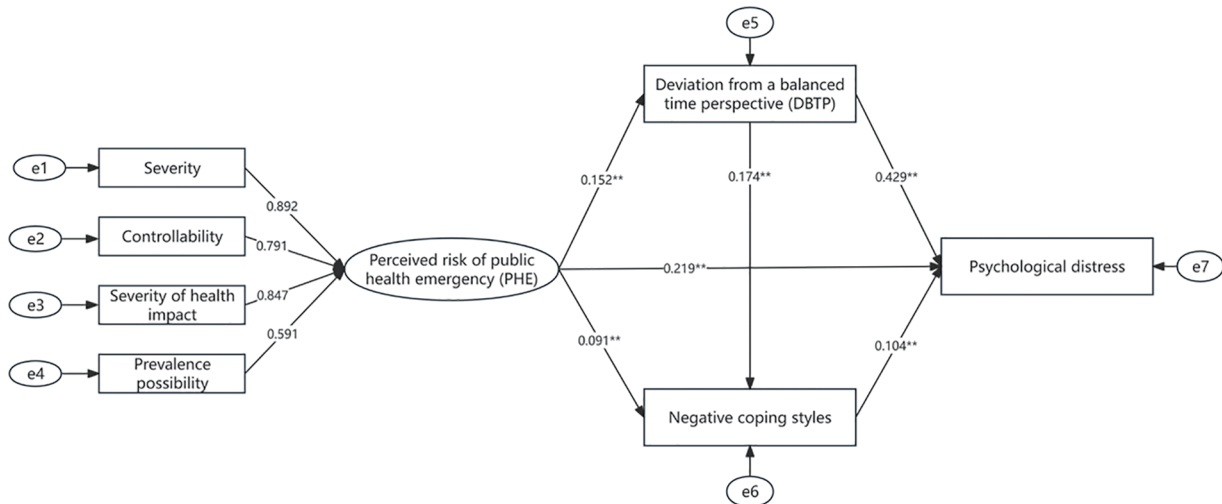 e5
Deviation from a balanced
time perspective (DBTP)
e1
Severity
0.892
0.152**
0.174**
0.429**
e2
Controllability
0.791
Perceived risk of public
health emergency (PHE)
0.219**
Psychological distress
e7
e3
Severity of health
impact
0.847
0.591
0.091**
0.104**
e4
Prevalence
possibility
Negative coping styles
e6